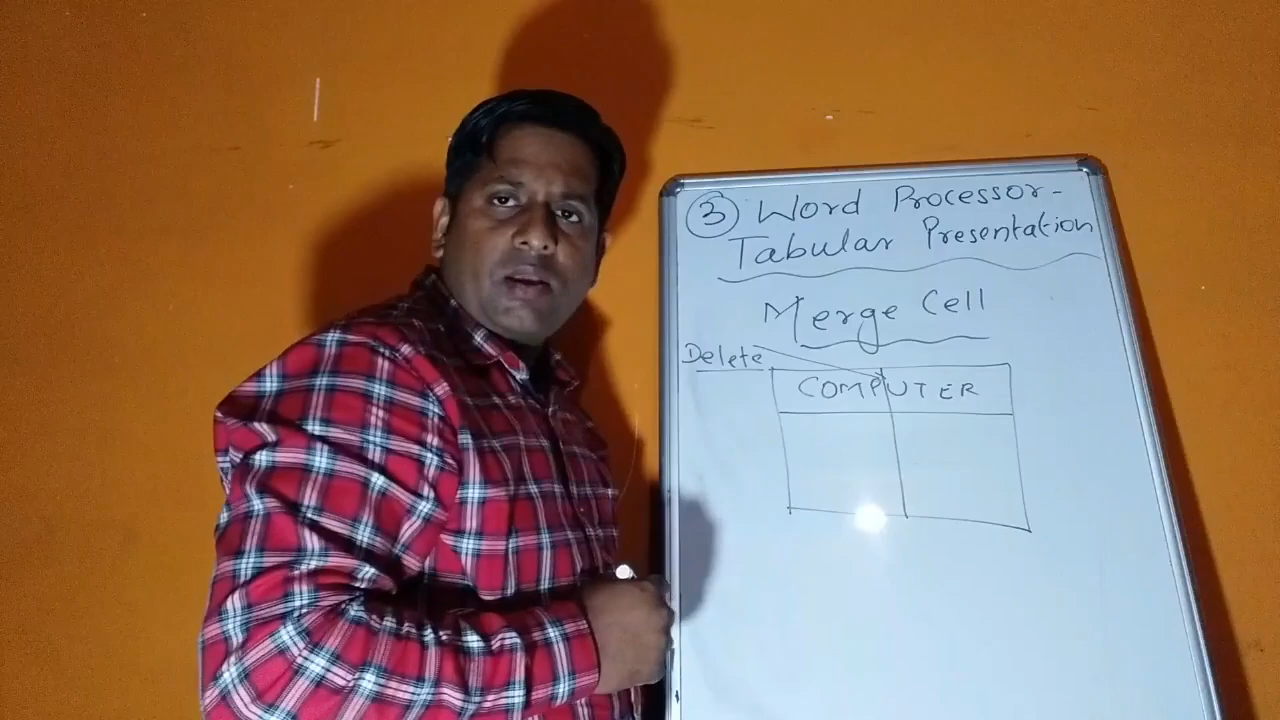 ③ Word Processor-
Tabular Presentation
Merge Cell
Delete
COMPUTER